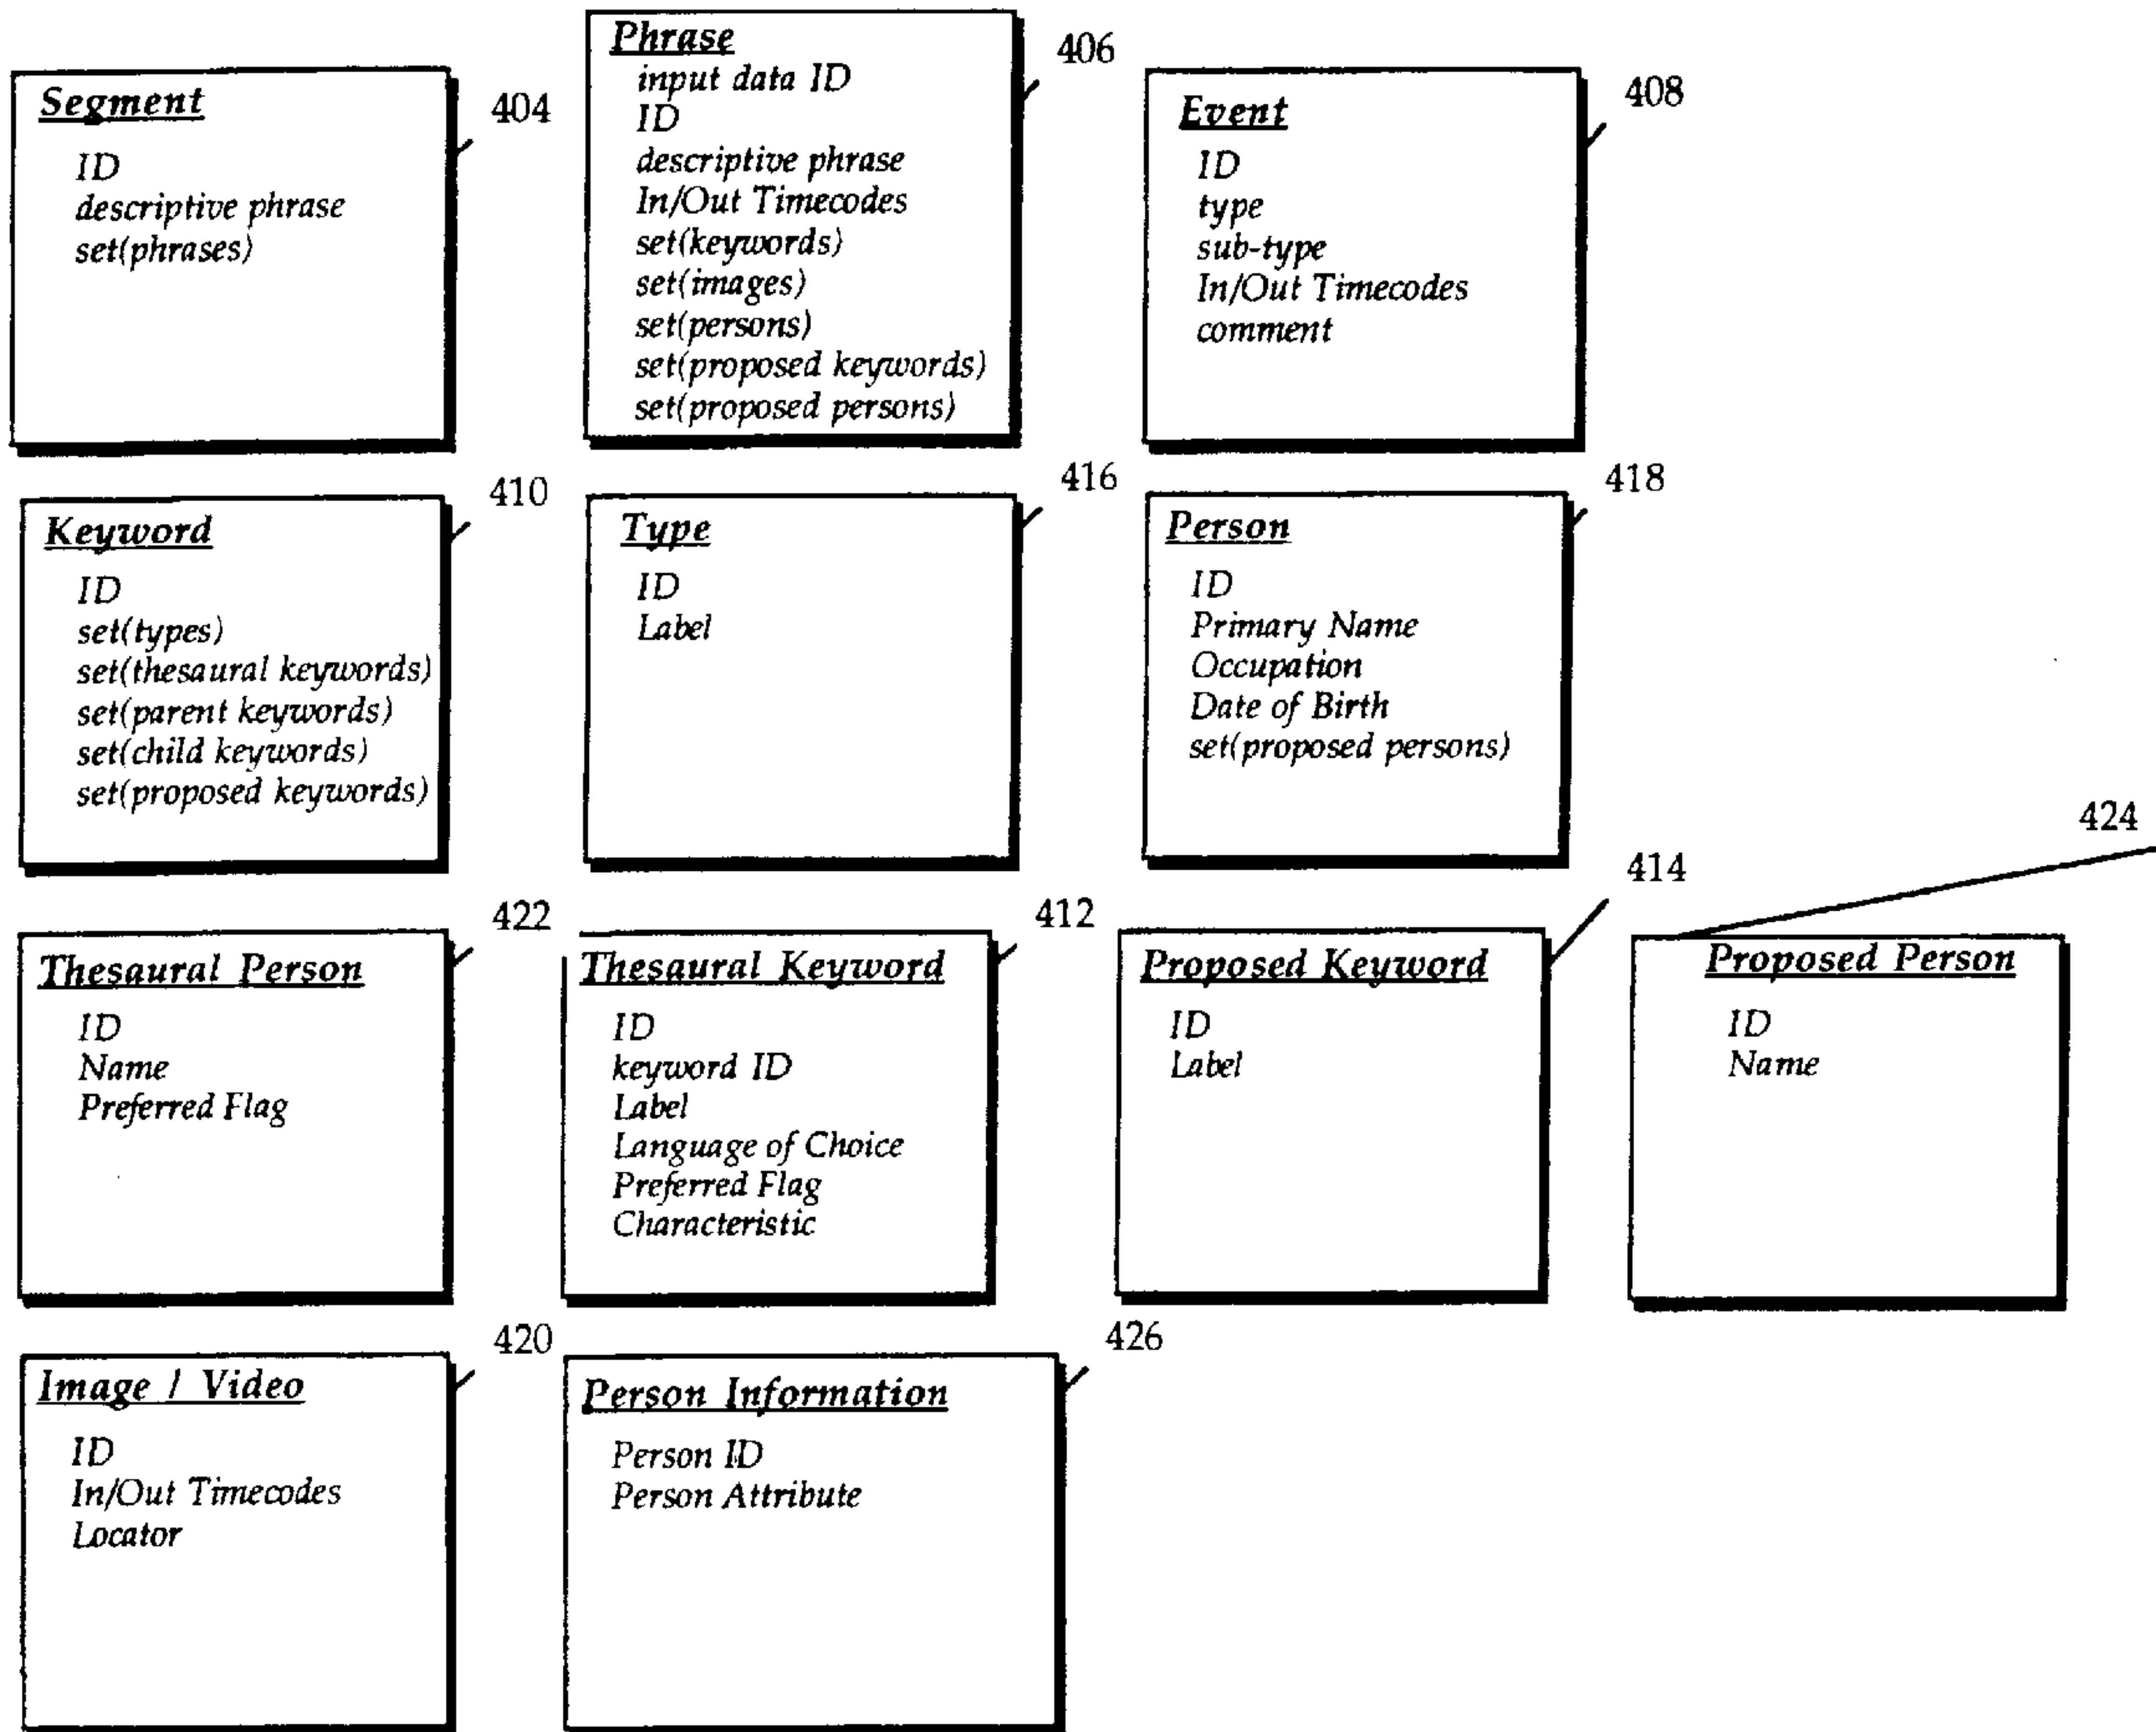 Segment
ID
descriptive phrase
set(phrases)
404
Phrase
input data ID
ID
descriptive phrase
In/Out Timecodes
set(keywords)
set(images)
set(persons)
set(proposed keywords)
set(proposed persons)
406
Event
ID
type
sub-type
In/Out Timecodes
comment
408
Keyword
ID
set(types)
set(thesaural keywords)
set(parent keywords)
set(child keywords)
set(proposed keywords)
410
Type
ID
Label
416
Person
ID
Primary Name
Occupation
Date of Birth
set(proposed persons)
418
Thesaural Person
ID
Name
Preferred Flag
422
Thesaural Keyword
ID
keyword ID
Label
Language of Choice
Preferred Flag
Characteristic
412
Proposed Keyword
ID
Label
414
Proposed Person
ID
Name
424
Image / Video
ID
In/Out Timecodes
Locator
420
Person Information
Person ID
Person Attribute
426